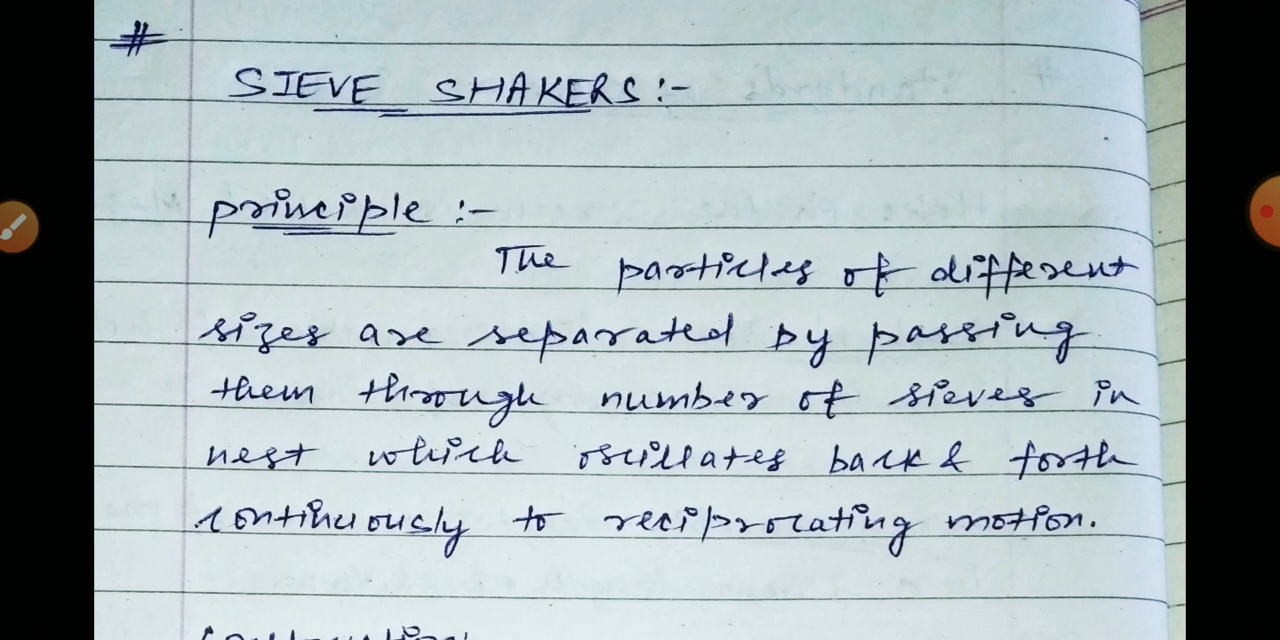 #
SIEVE SHAKERS:-
principle :-
The particles of different
sizes are separated by passing
them through number of sieves in
nest which oscillates back & forth
continuously to reciprocating motion.